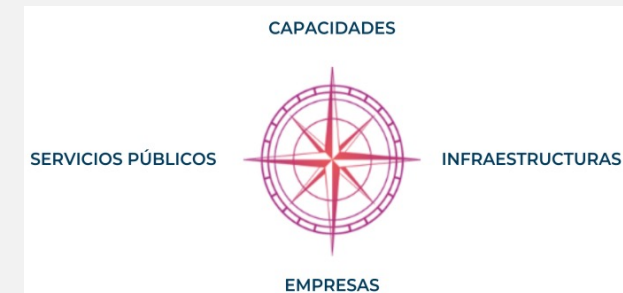 CAPACIDADES
SERVICIOS PÚBLICOS
INFRAESTRUCTURAS
EMPRESAS